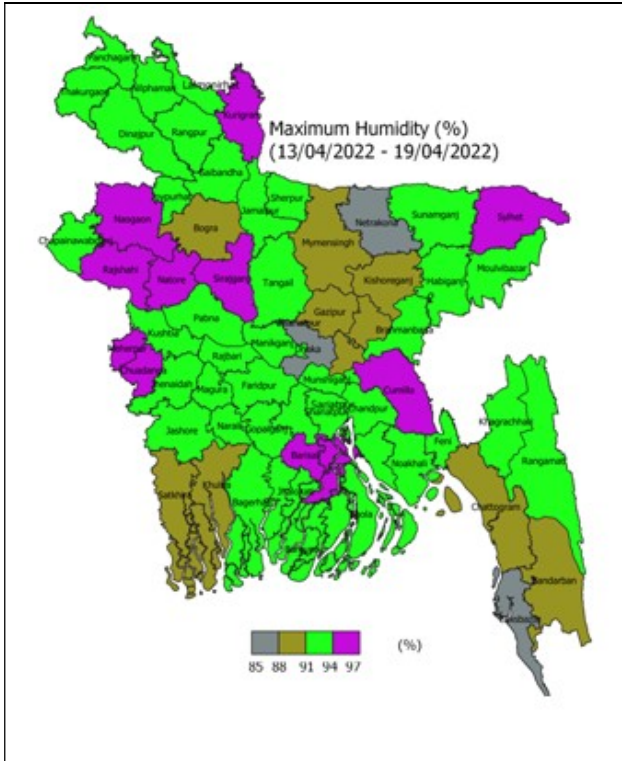 Panchagarh
Nilphamari
Lalmonirhat
Thakurgaon
Kurigram
Dinajpur
Rangpur
Maximum Humidity (%)
(13/04/2022 - 19/04/2022)
Gaibandha
Sherpur
Jamalpur
Netrakona
Sunamganj
Sylhet
Naogaon
Bogra
Mymensingh
Chapainawabganj
Rajshahi
Natore
Sirajganj
Tangail
Kishoreganj
Habiganj
Moulvibazar
Pabna
Gazipur
Brahmanbaria
Kushtia
Manikganj
Dhaka
Chuadanga
Rajbari
Munshiganj
Cumilla
Jhenaidah
Magura
Faridpur
Chandpur
Khagrachhari
Jashore
Narail
Gopalganj
Feni
Rangamati
Barisal
Noakhali
Satkhira
Khulna
Bagerhat
Bhola
Chattogram
Bandarban
85 88 91 94 97 (%)